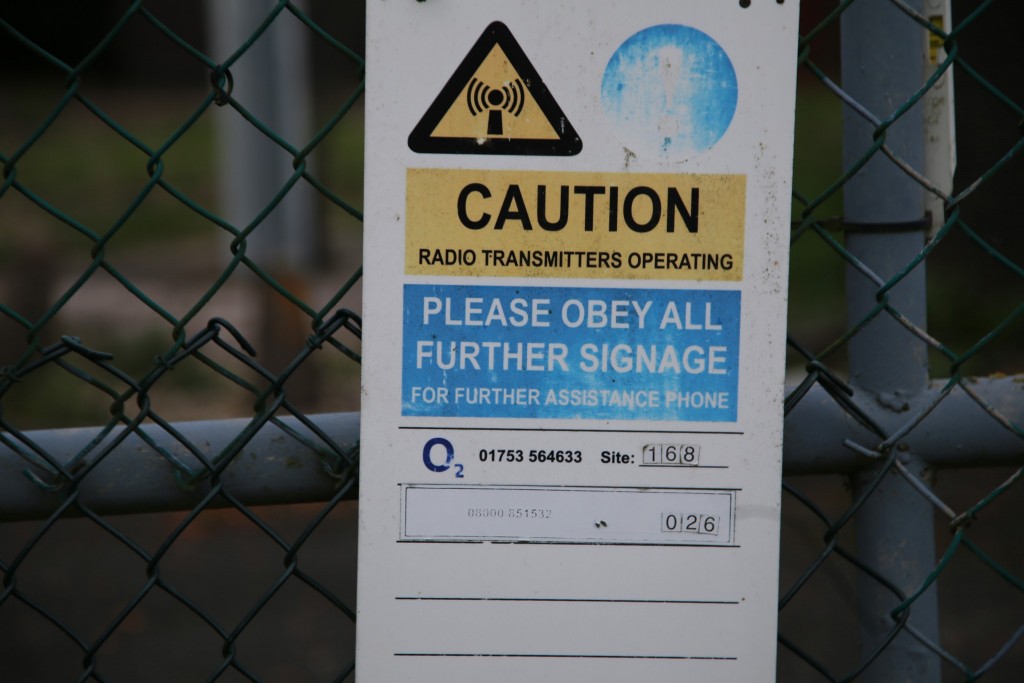 CAUTION
RADIO TRANSMITTERS OPERATING
PLEASE OBEY ALL
FURTHER SIGNAGE
FOR FURTHER ASSISTANCE PHONE
O2 01753 564633 Site: 168
08000 851532 026